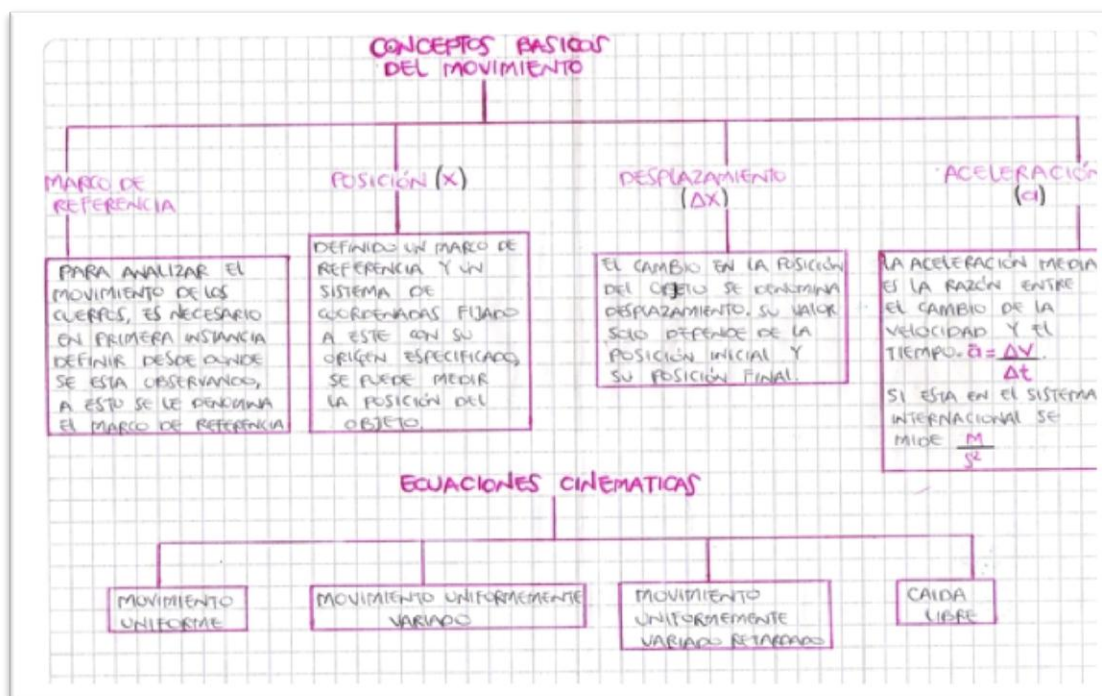 CONCEPTOS BASICOS
DEL MOVIMIENTO
MARCO DE
REFERENCIA
PARA ANALIZAR EL
MOVIMIENTO DE LOS
CUERPOS, ES NECESARIO
EN PRIMERA INSTANCIA
DEFINIR DESDE DONDE
SE ESTA OBSERVANDO,
A ESTO SE LE DENOMINA
EL MARCO DE REFERENCIA
POSICIÓN (X)
DEFINIDO UN MARCO DE
REFERENCIA Y UN
SISTEMA DE
COORDENADAS FIJADO
A ESTE CON SU
ORIGEN ESPECIFICADO,
SE PUEDE MEDIR
LA POSICIÓN DEL
OBJETO.
DESPLAZAMIENTO
(ΔX)
EL CAMBIO EN LA POSICIÓN
DEL OBJETO SE DENOMINA
DESPLAZAMIENTO. SU VALOR
SOLO DEPENDE DE LA
POSICIÓN INICIAL Y
SU POSICIÓN FINAL.
ACELERACIÓN
(a)
LA ACELERACIÓN MEDIA
ES LA RAZÓN ENTRE
EL CAMBIO DE LA
VELOCIDAD Y EL
TIEMPO. ā = ΔV
Δt
SI ESTA EN EL SISTEMA
INTERNACIONAL SE
MIDE M
S²
ECUACIONES CINEMATICAS
MOVIMIENTO
UNIFORME
MOVIMIENTO UNIFORMEMENTE
VARIADO
MOVIMIENTO
UNIFORMEMENTE
VARIADO RETARDADO
CAIDA
LIBRE